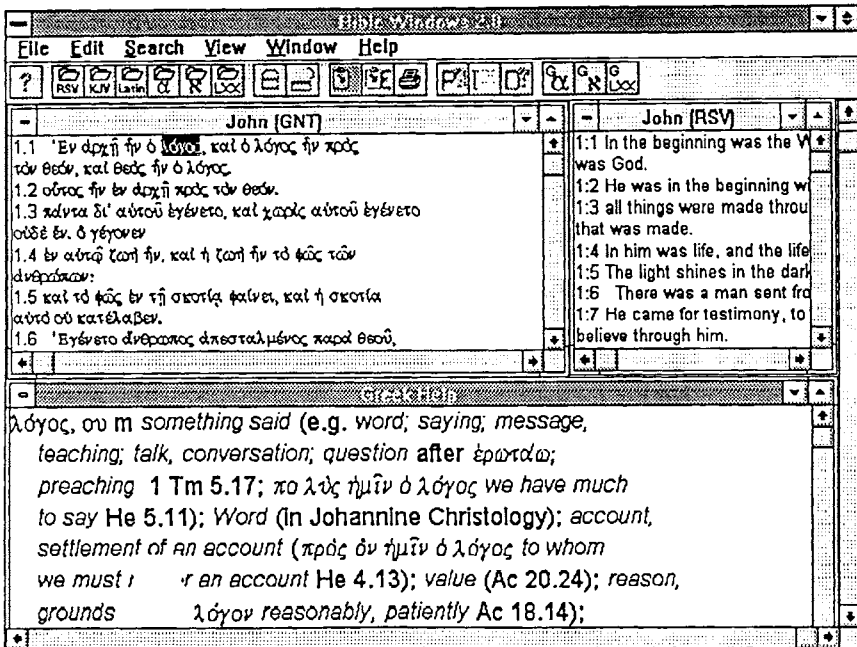 Bible Windows 2.0
File Edit Search View Window Help
? RSV KJV Latin α א LXX
G α G א G LXX
John (GNT)
1.1 Ἐν ἀρχῇ ἦν ὁ λόγος, καὶ ὁ λόγος ἦν πρὸς
τὸν θεόν, καὶ θεὸς ἦν ὁ λόγος.
1.2 οὗτος ἦν ἐν ἀρχῇ πρὸς τὸν θεόν.
1.3 πάντα δι' αὐτοῦ ἐγένετο, καὶ χωρὶς αὐτοῦ ἐγένετο
οὐδὲ ἕν. ὃ γέγονεν
1.4 ἐν αὐτῷ ζωὴ ἦν, καὶ ἡ ζωὴ ἦν τὸ φῶς τῶν
ἀνθρώπων:
1.5 καὶ τὸ φῶς ἐν τῇ σκοτίᾳ φαίνει, καὶ ἡ σκοτία
αὐτὸ οὐ κατέλαβεν.
1.6 Ἐγένετο ἄνθρωπος ἀπεσταλμένος παρὰ θεοῦ,
John (RSV)
1:1 In the beginning was the W
was God.
1:2 He was in the beginning wi
1:3 all things were made throu
that was made.
1:4 In him was life, and the life
1:5 The light shines in the dark
1:6 There was a man sent fro
1:7 He came for testimony, to
believe through him.
Greek Help
λόγος, ου m something said (e.g. word; saying; message,
teaching; talk, conversation; question after ἐρωτάω;
preaching 1 Tm 5.17; πολὺς ἡμῖν ὁ λόγος we have much
to say He 5.11); Word (in Johannine Christology); account,
settlement of an account (πρὸς ὃν ἡμῖν ὁ λόγος to whom
we must an account He 4.13); value (Ac 20.24); reason,
grounds λόγον reasonably, patiently Ac 18.14);